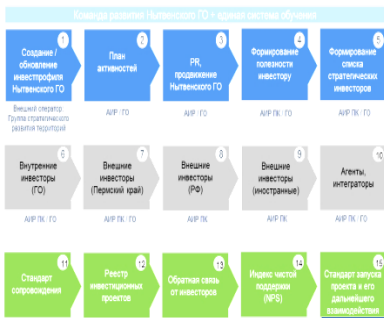 Команда развития Нытвенского ГО + единая система обучения
1
Создание /
обновление
инвестпрофиля
Нытвенского ГО
2
План
активностей
3
PR,
продвижение
Нытвенского ГО
4
Формирование
полезности
инвестору
5
Формирование
списка
стратегических
инвесторов
Внешний оператор
Группа стратегического
развития территорий
АИР / ГО
АИР / ГО
АИР / ГО
АИР / ГО
6
Внутренние
инвесторы
(ГО)
7
Внешние
инвесторы
(Пермский край)
8
Внешние
инвесторы
(РФ)
9
Внешние
инвесторы
(иностранные)
10
Агенты,
интеграторы
АИР ПК / ГО
АИР ПК / ГО
АИР ПК
АИР ПК
АИР ПК / ГО
11
Стандарт
сопровождения
12
Реестр
инвестиционных
проектов
13
Обратная связь
от инвесторов
14
Индекс чистой
поддержки
(NPS)
15
Стандарт запуска
проекта и его
дальнейшего
взаимодействия